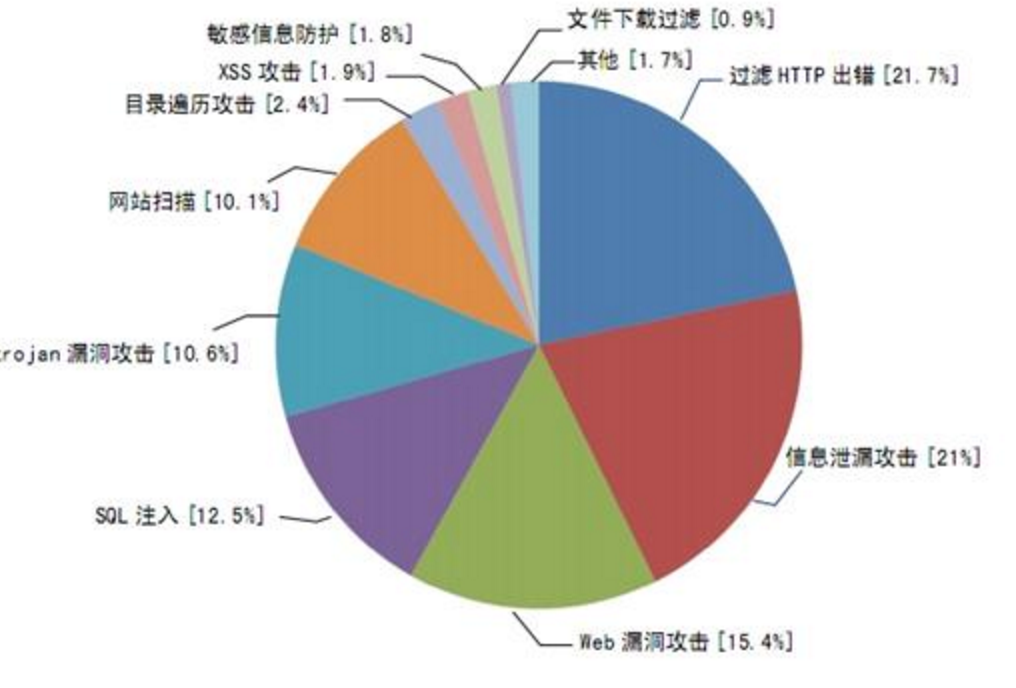 文件下载过滤 [0.9%]
敏感信息防护 [1.8%]
其他 [1.7%]
XSS 攻击 [1.9%]
过滤 HTTP 出错 [21.7%]
目录遍历攻击 [2.4%]
网站扫描 [10.1%]
rojan 漏洞攻击 [10.6%]
信息泄漏攻击 [21%]
SQL 注入 [12.5%]
Web 漏洞攻击 [15.4%]